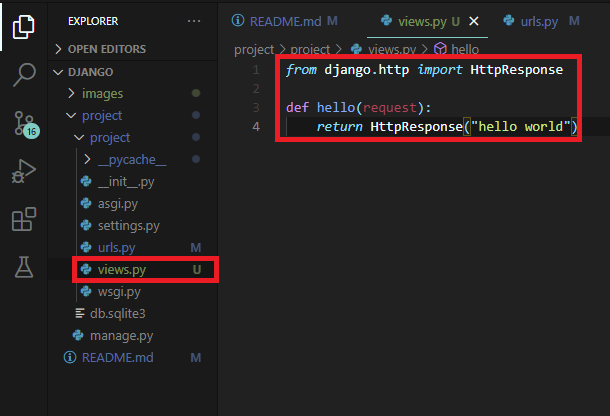 EXPLORER ...
OPEN EDITORS
DJANGO
images
project
project
__pycache__
__init__.py
asgi.py
settings.py
urls.py M
views.py U
wsgi.py
db.sqlite3
manage.py
README.md M
16
README.md M views.py U urls.py M
project > project > views.py > hello
1 from django.http import HttpResponse
2
3 def hello(request):
4 return HttpResponse("hello world")